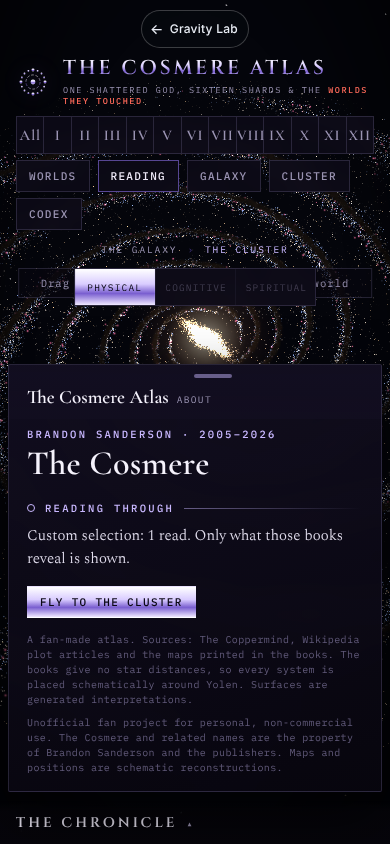 ← Gravity Lab
THE COSMERE ATLAS
ONE SHATTERED GOD, SIXTEEN SHARDS & THE WORLDS
THEY TOUCHED
All I II III IV V VI VII VIII IX X XI XII
WORLDS READING GALAXY CLUSTER
CODEX
THE GALAXY THE CLUSTER
Drag PHYSICAL COGNITIVE SPIRITUAL world
The Cosmere Atlas ABOUT
BRANDON SANDERSON · 2005–2026
The Cosmere
READING THROUGH
Custom selection: 1 read. Only what those books
reveal is shown.
FLY TO THE CLUSTER
A fan-made atlas. Sources: The Coppermind, Wikipedia
plot articles and the maps printed in the books. The
books give no star distances, so every system is
placed schematically around Yolen. Surfaces are
generated interpretations.
Unofficial fan project for personal, non-commercial
use. The Cosmere and related names are the property
of Brandon Sanderson and the publishers. Maps and
positions are schematic reconstructions.
THE CHRONICLE ▴